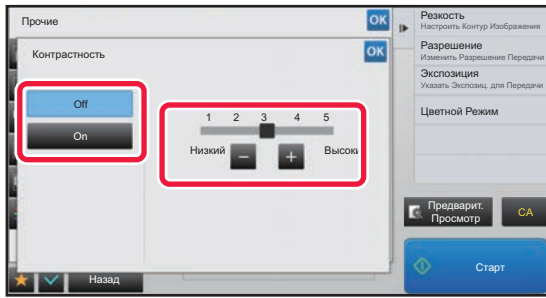 Прочие
OK
Контрастность
OK
Off
On
1 2 3 4 5
Низкий
Высоки
Назад
Резкость
Настроить Контур Изображения
Разрешение
Изменить Разрешение Передачи
Экспозиция
Указать Экспозиц. для Передачи
Цветной Режим
Предварит.
Просмотр
CA
Старт